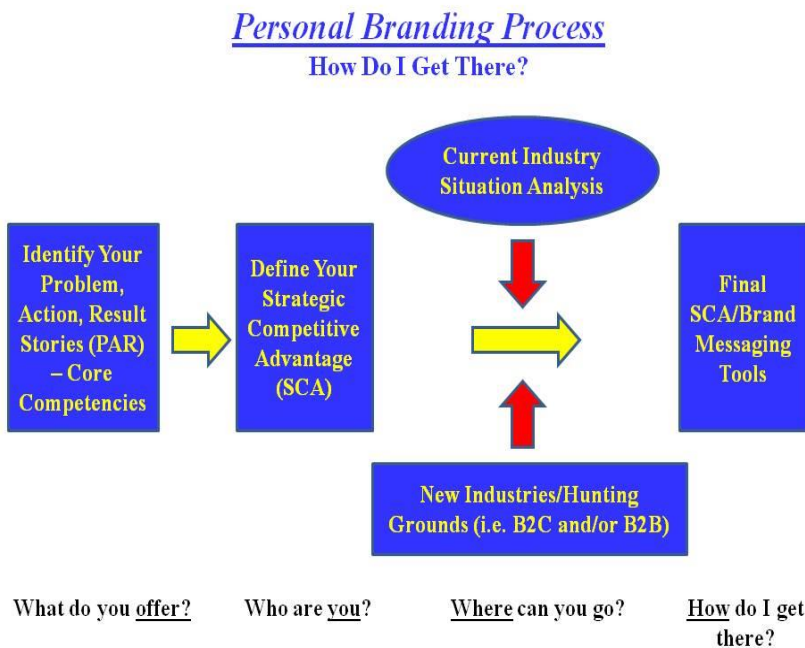 Personal Branding Process
How Do I Get There?
Current Industry
Situation Analysis
Identify Your
Problem,
Action, Result
Stories (PAR)
– Core
Competencies
Define Your
Strategic
Competitive
Advantage
(SCA)
Final
SCA/Brand
Messaging
Tools
New Industries/Hunting
Grounds (i.e. B2C and/or B2B)
What do you offer?
Who are you?
Where can you go?
How do I get
there?